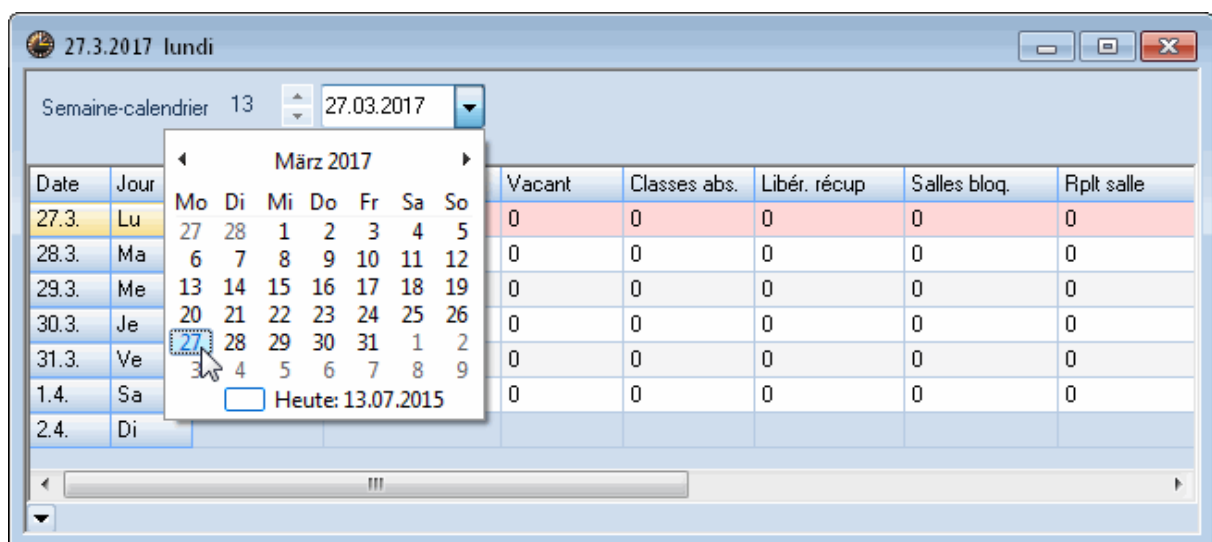 27.3.2017 lundi
Semaine-calendrier 13 27.03.2017
März 2017
Date Jour Vacant Classes abs. Libér. récup Salles bloq. Rplt salle
Mo Di Mi Do Fr Sa So
27.3. Lu 27 28 1 2 3 4 5 0 0 0 0 0
28.3. Ma 6 7 8 9 10 11 12 0 0 0 0 0
29.3. Me 13 14 15 16 17 18 19 0 0 0 0 0
30.3. Je 20 21 22 23 24 25 26 0 0 0 0 0
27 28 29 30 31 1 2
31.3. Ve 3 4 5 6 7 8 9 0 0 0 0 0
1.4. Sa Heute: 13.07.2015 0 0 0 0 0
2.4. Di